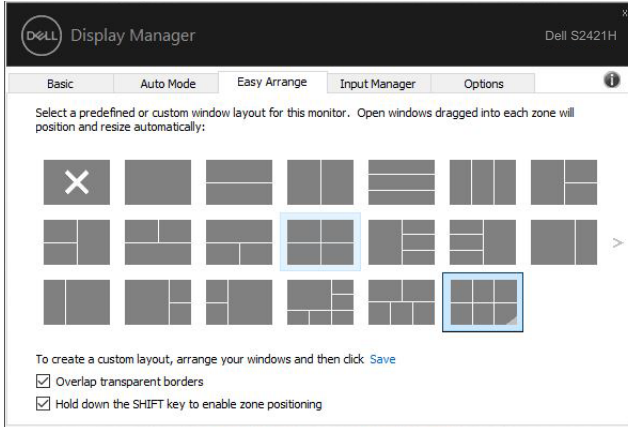 x
DELL Display Manager Dell S2421H
Basic Auto Mode Easy Arrange Input Manager Options i
Select a predefined or custom window layout for this monitor. Open windows dragged into each zone will
position and resize automatically:
>
To create a custom layout, arrange your windows and then click Save
Overlap transparent borders
Hold down the SHIFT key to enable zone positioning